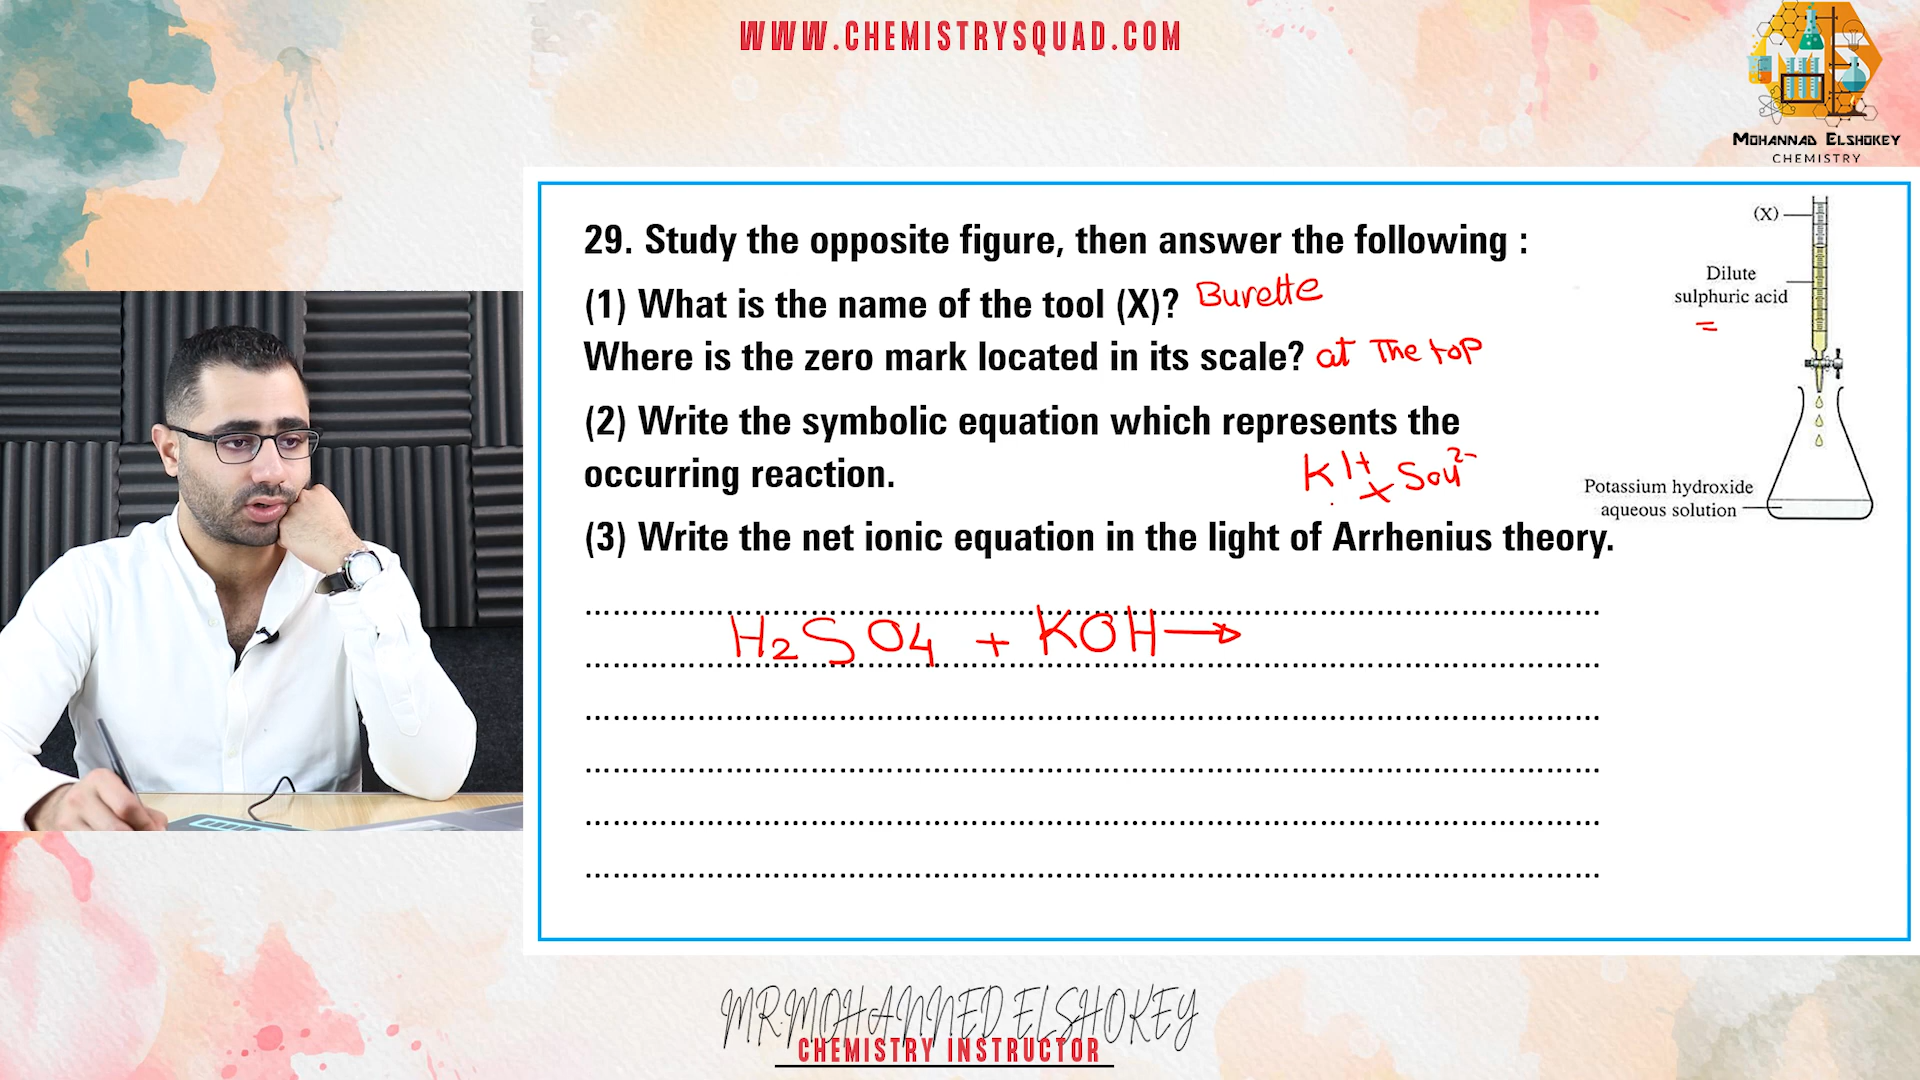 WWW.CHEMISTRYSQUAD.COM
MS
MOHANNAD ELSHOKEY
CHEMISTRY
29. Study the opposite figure, then answer the following :
(1) What is the name of the tool (X)? Burette
Where is the zero mark located in its scale? at The top
(2) Write the symbolic equation which represents the
occurring reaction.
K1+ SO4 2-
(3) Write the net ionic equation in the light of Arrhenius theory.
H2SO4 + KOH →
(X)
Dilute
sulphuric acid
Potassium hydroxide
aqueous solution
MR.MOHANNED ELSHOKEY
CHEMISTRY INSTRUCTOR